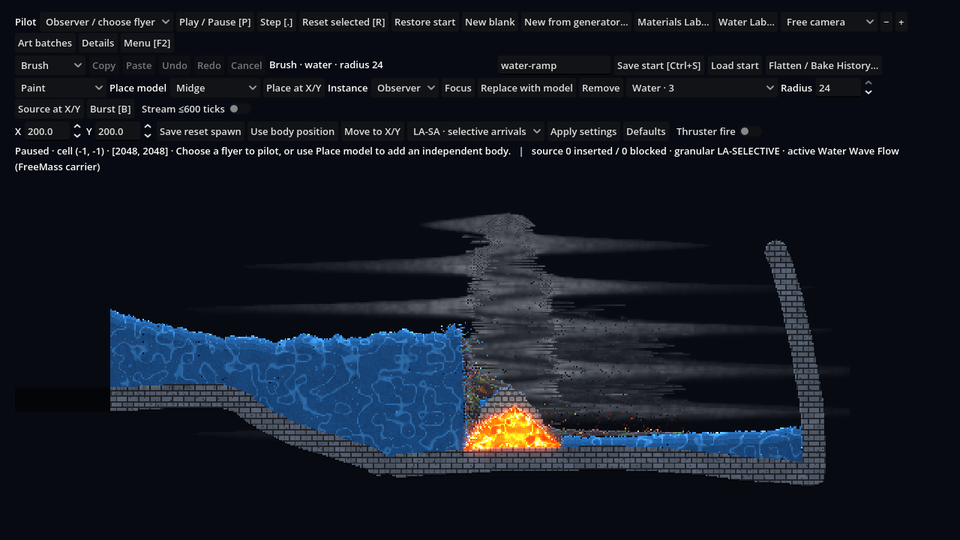 Pilot Observer / choose flyer Play / Pause [P] Step [.] Reset selected [R] Restore start New blank New from generator... Materials Lab... Water Lab... Free camera − +
Art batches Details Menu [F2]
Brush Copy Paste Undo Redo Cancel Brush · water · radius 24 water-ramp Save start [Ctrl+S] Load start Flatten / Bake History...
Paint Place model Midge Place at X/Y Instance Observer Focus Replace with model Remove Water · 3 Radius 24
Source at X/Y Burst [B] Stream ≤600 ticks
X 200.0 Y 200.0 Save reset spawn Use body position Move to X/Y LA-SA · selective arrivals Apply settings Defaults Thruster fire
Paused · cell (-1, -1) · [2048, 2048] · Choose a flyer to pilot, or use Place model to add an independent body. | source 0 inserted / 0 blocked · granular LA-SELECTIVE · active Water Wave Flow
(FreeMass carrier)